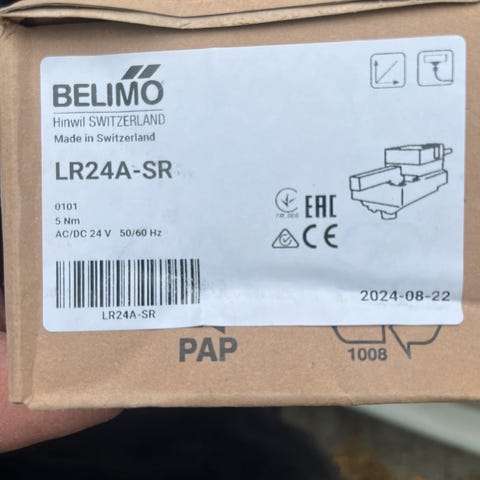 BELIMO
Hinwil SWITZERLAND
Made in Switzerland
LR24A-SR
0101
5 Nm
AC/DC 24 V 50/60 Hz
EAC
CE
LR24A-SR
2024-08-22
PAP
1008